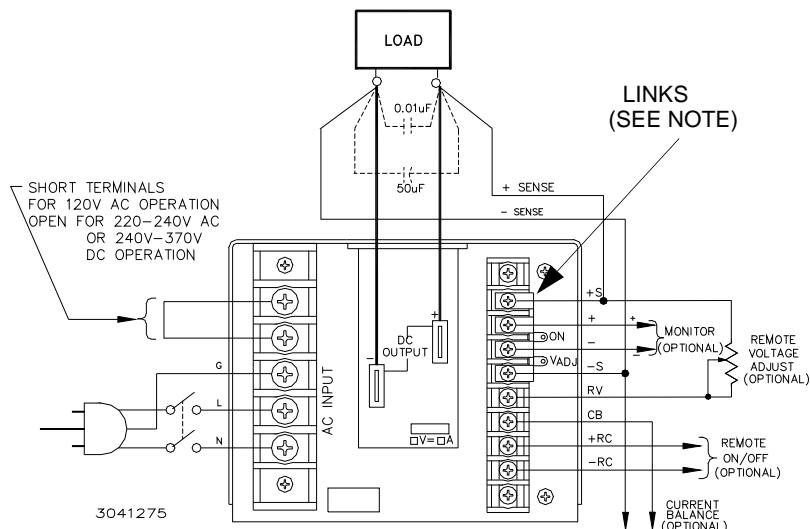 LOAD
0.01uF
50uF
LINKS
(SEE NOTE)
SHORT TERMINALS
FOR 120V AC OPERATION
OPEN FOR 220-240V AC
OR 240V-370V
DC OPERATION
+ SENSE
- SENSE
+S
+
+
MONITOR
(OPTIONAL)
-
-
ON
VADJ
-S
REMOTE
VOLTAGE
ADJUST
(OPTIONAL)
DC
OUTPUT
+
-
G
L
N
AC INPUT
V= A
RV
CB
+RC
-RC
REMOTE
ON/OFF
(OPTIONAL)
CURRENT
BALANCE
(OPTIONAL)
3041275